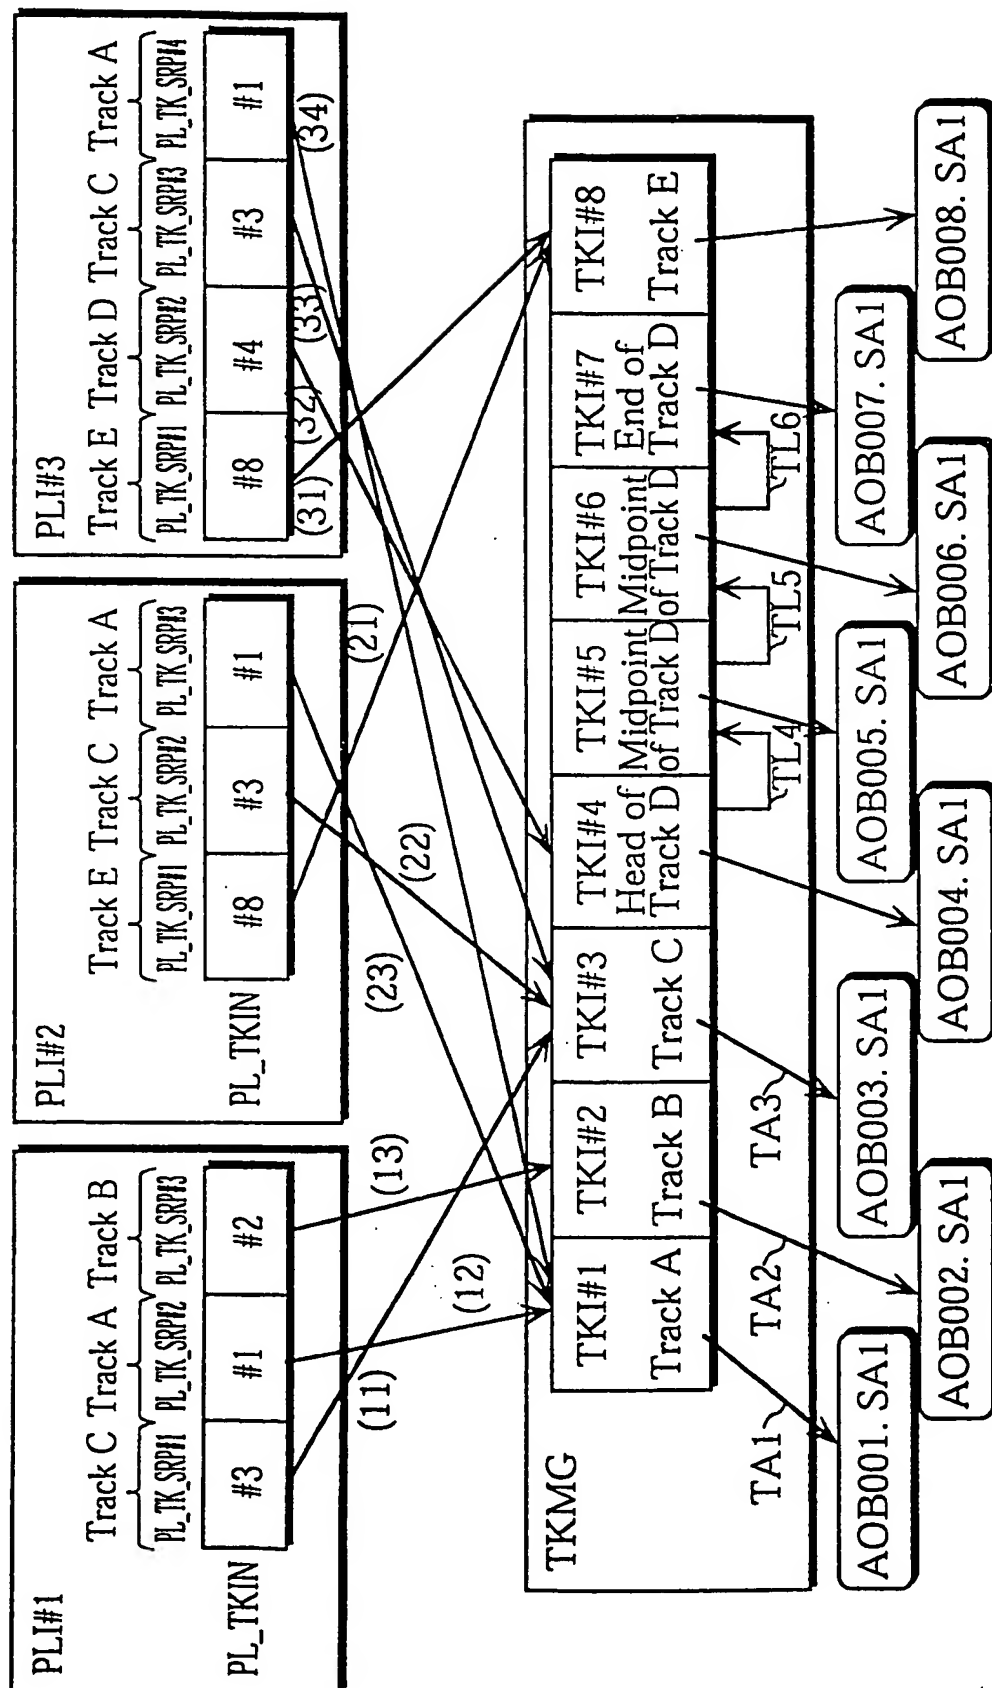 PLI#1
Track C Track A Track B
PL_TK_SRP#1 PL_TK_SRP#2 PL_TK_SRP#3
PL_TKIN
#3 #1 #2
(11)
(12)
(13)
PLI#2
Track E Track C Track A
PL_TK_SRP#1 PL_TK_SRP#2 PL_TK_SRP#3
PL_TKIN
#8 #3 #1
(23)
(22)
(21)
PLI#3
Track E Track D Track C Track A
PL_TK_SRP#1 PL_TK_SRP#2 PL_TK_SRP#3 PL_TK_SRP#4
#8 #4 #3 #1
(31)
(32)
(33)
(34)
TKMG
TKI#1
Track A
TKI#2
Track B
TKI#3
Track C
TKI#4
Head of
Track D
TKI#5
Midpoint
of Track D
TKI#6
Midpoint
of Track D
TKI#7
End of
Track D
TKI#8
Track E
TA1
TA2
TA3
TL4
TL5
TL6
AOB001. SA1
AOB002. SA1
AOB003. SA1
AOB004. SA1
AOB005. SA1
AOB006. SA1
AOB007. SA1
AOB008. SA1